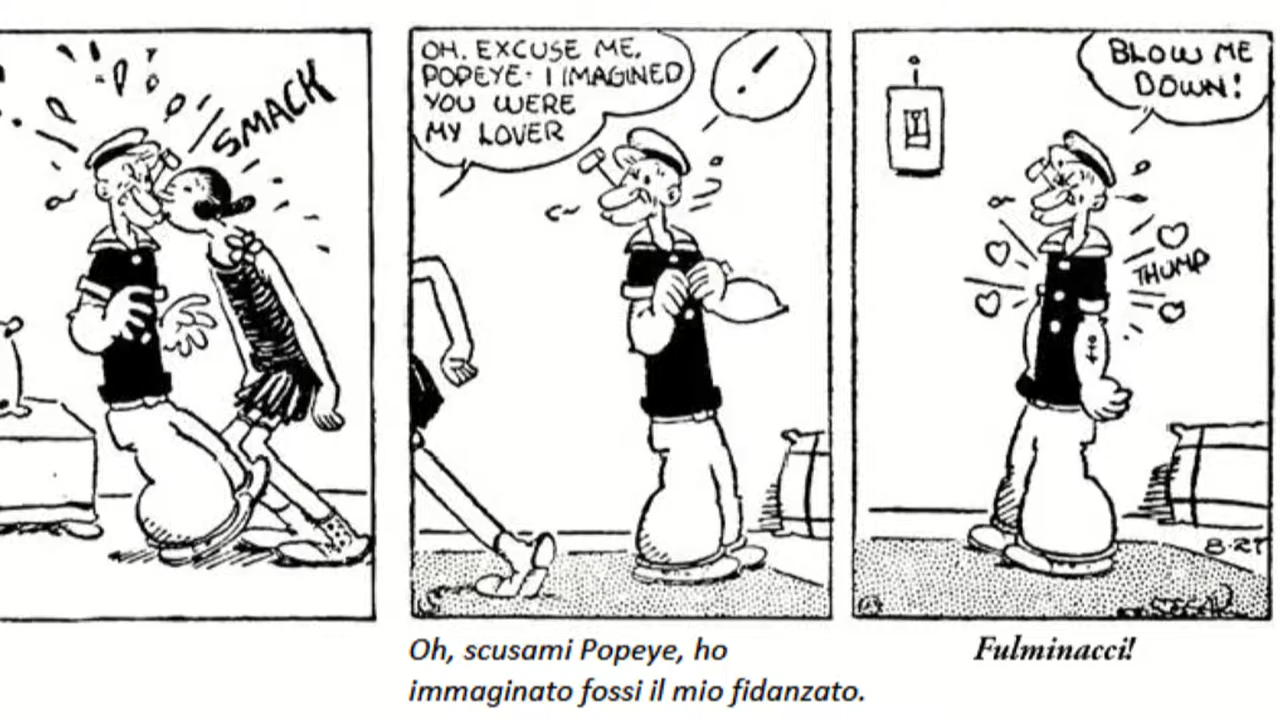 SMACK
OH. EXCUSE ME,
POPEYE- I IMAGINED
YOU WERE
MY LOVER
!
BLOW ME
DOWN!
THUMP
8-27
Oh, scusami Popeye, ho
immaginato fossi il mio fidanzato.
Fulminacci!